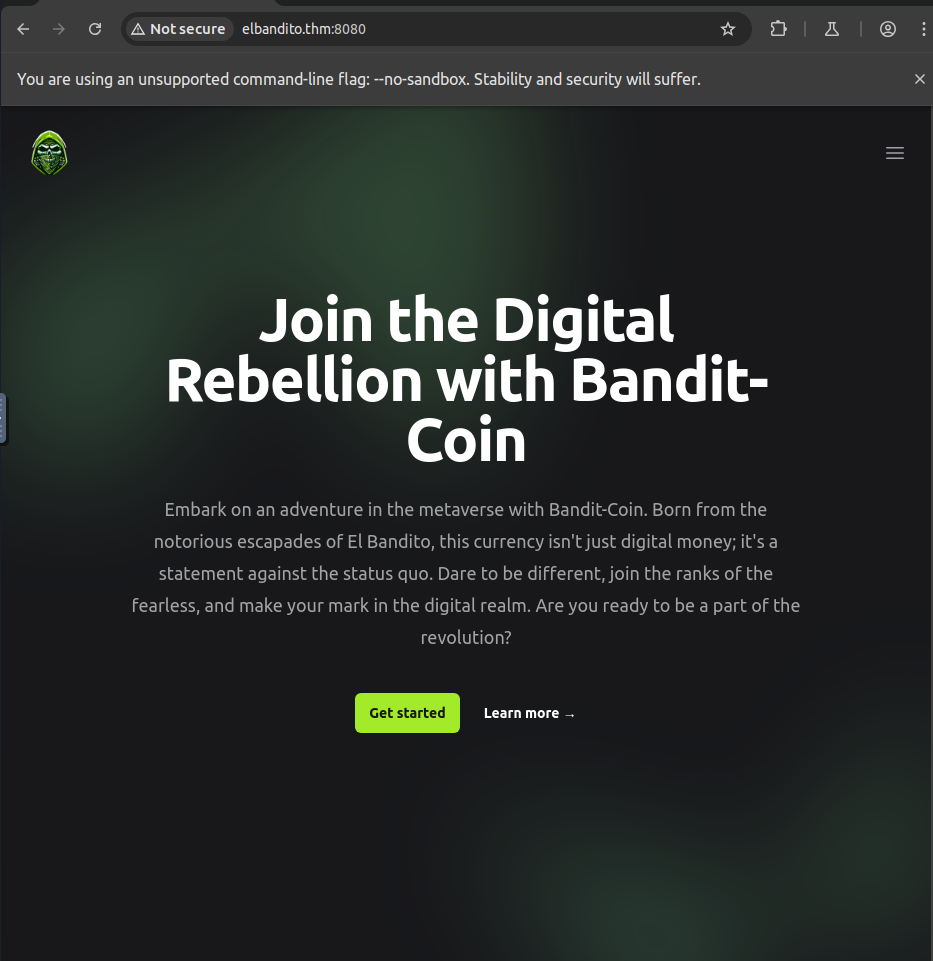 Not secure elbandito.thm:8080
You are using an unsupported command-line flag: --no-sandbox. Stability and security will suffer.
Join the Digital
Rebellion with Bandit-
Coin
Embark on an adventure in the metaverse with Bandit-Coin. Born from the
notorious escapades of El Bandito, this currency isn't just digital money; it's a
statement against the status quo. Dare to be different, join the ranks of the
fearless, and make your mark in the digital realm. Are you ready to be a part of the
revolution?
Get started Learn more →